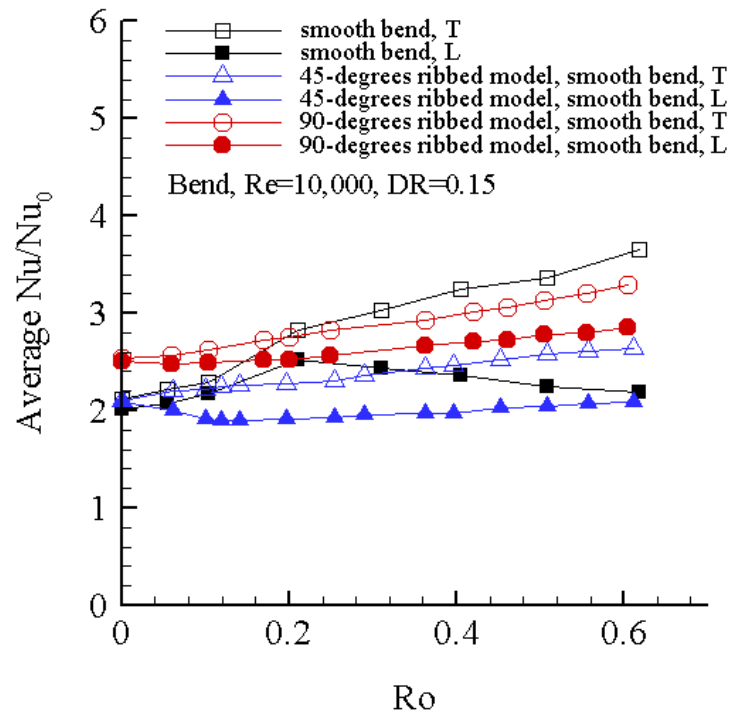 6
smooth bend, T
smooth bend, L
45-degrees ribbed model, smooth bend, T
45-degrees ribbed model, smooth bend, L
90-degrees ribbed model, smooth bend, T
90-degrees ribbed model, smooth bend, L
5
Bend, Re=10,000, DR=0.15
4
Average Nu/Nu₀
3
2
1
0
0 0.2 0.4 0.6
Ro